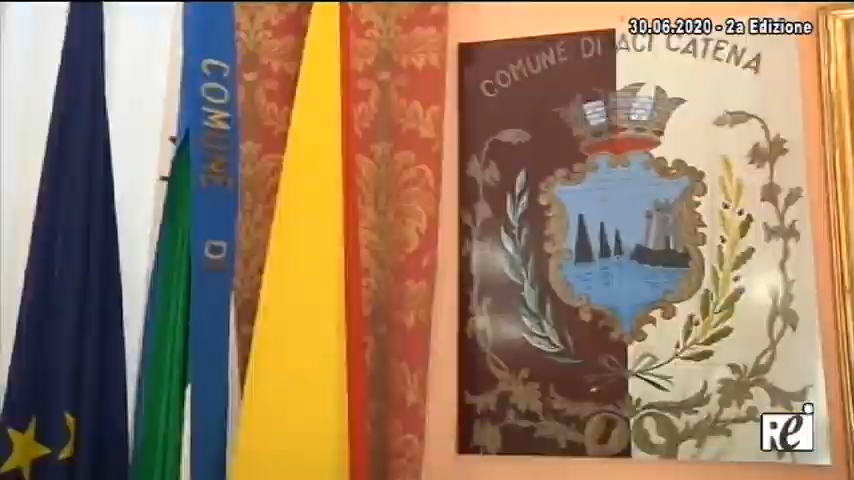 30.06.2020 - 2a Edizione
COMUNE DI ACI CATENA
COMUNE DI
REi